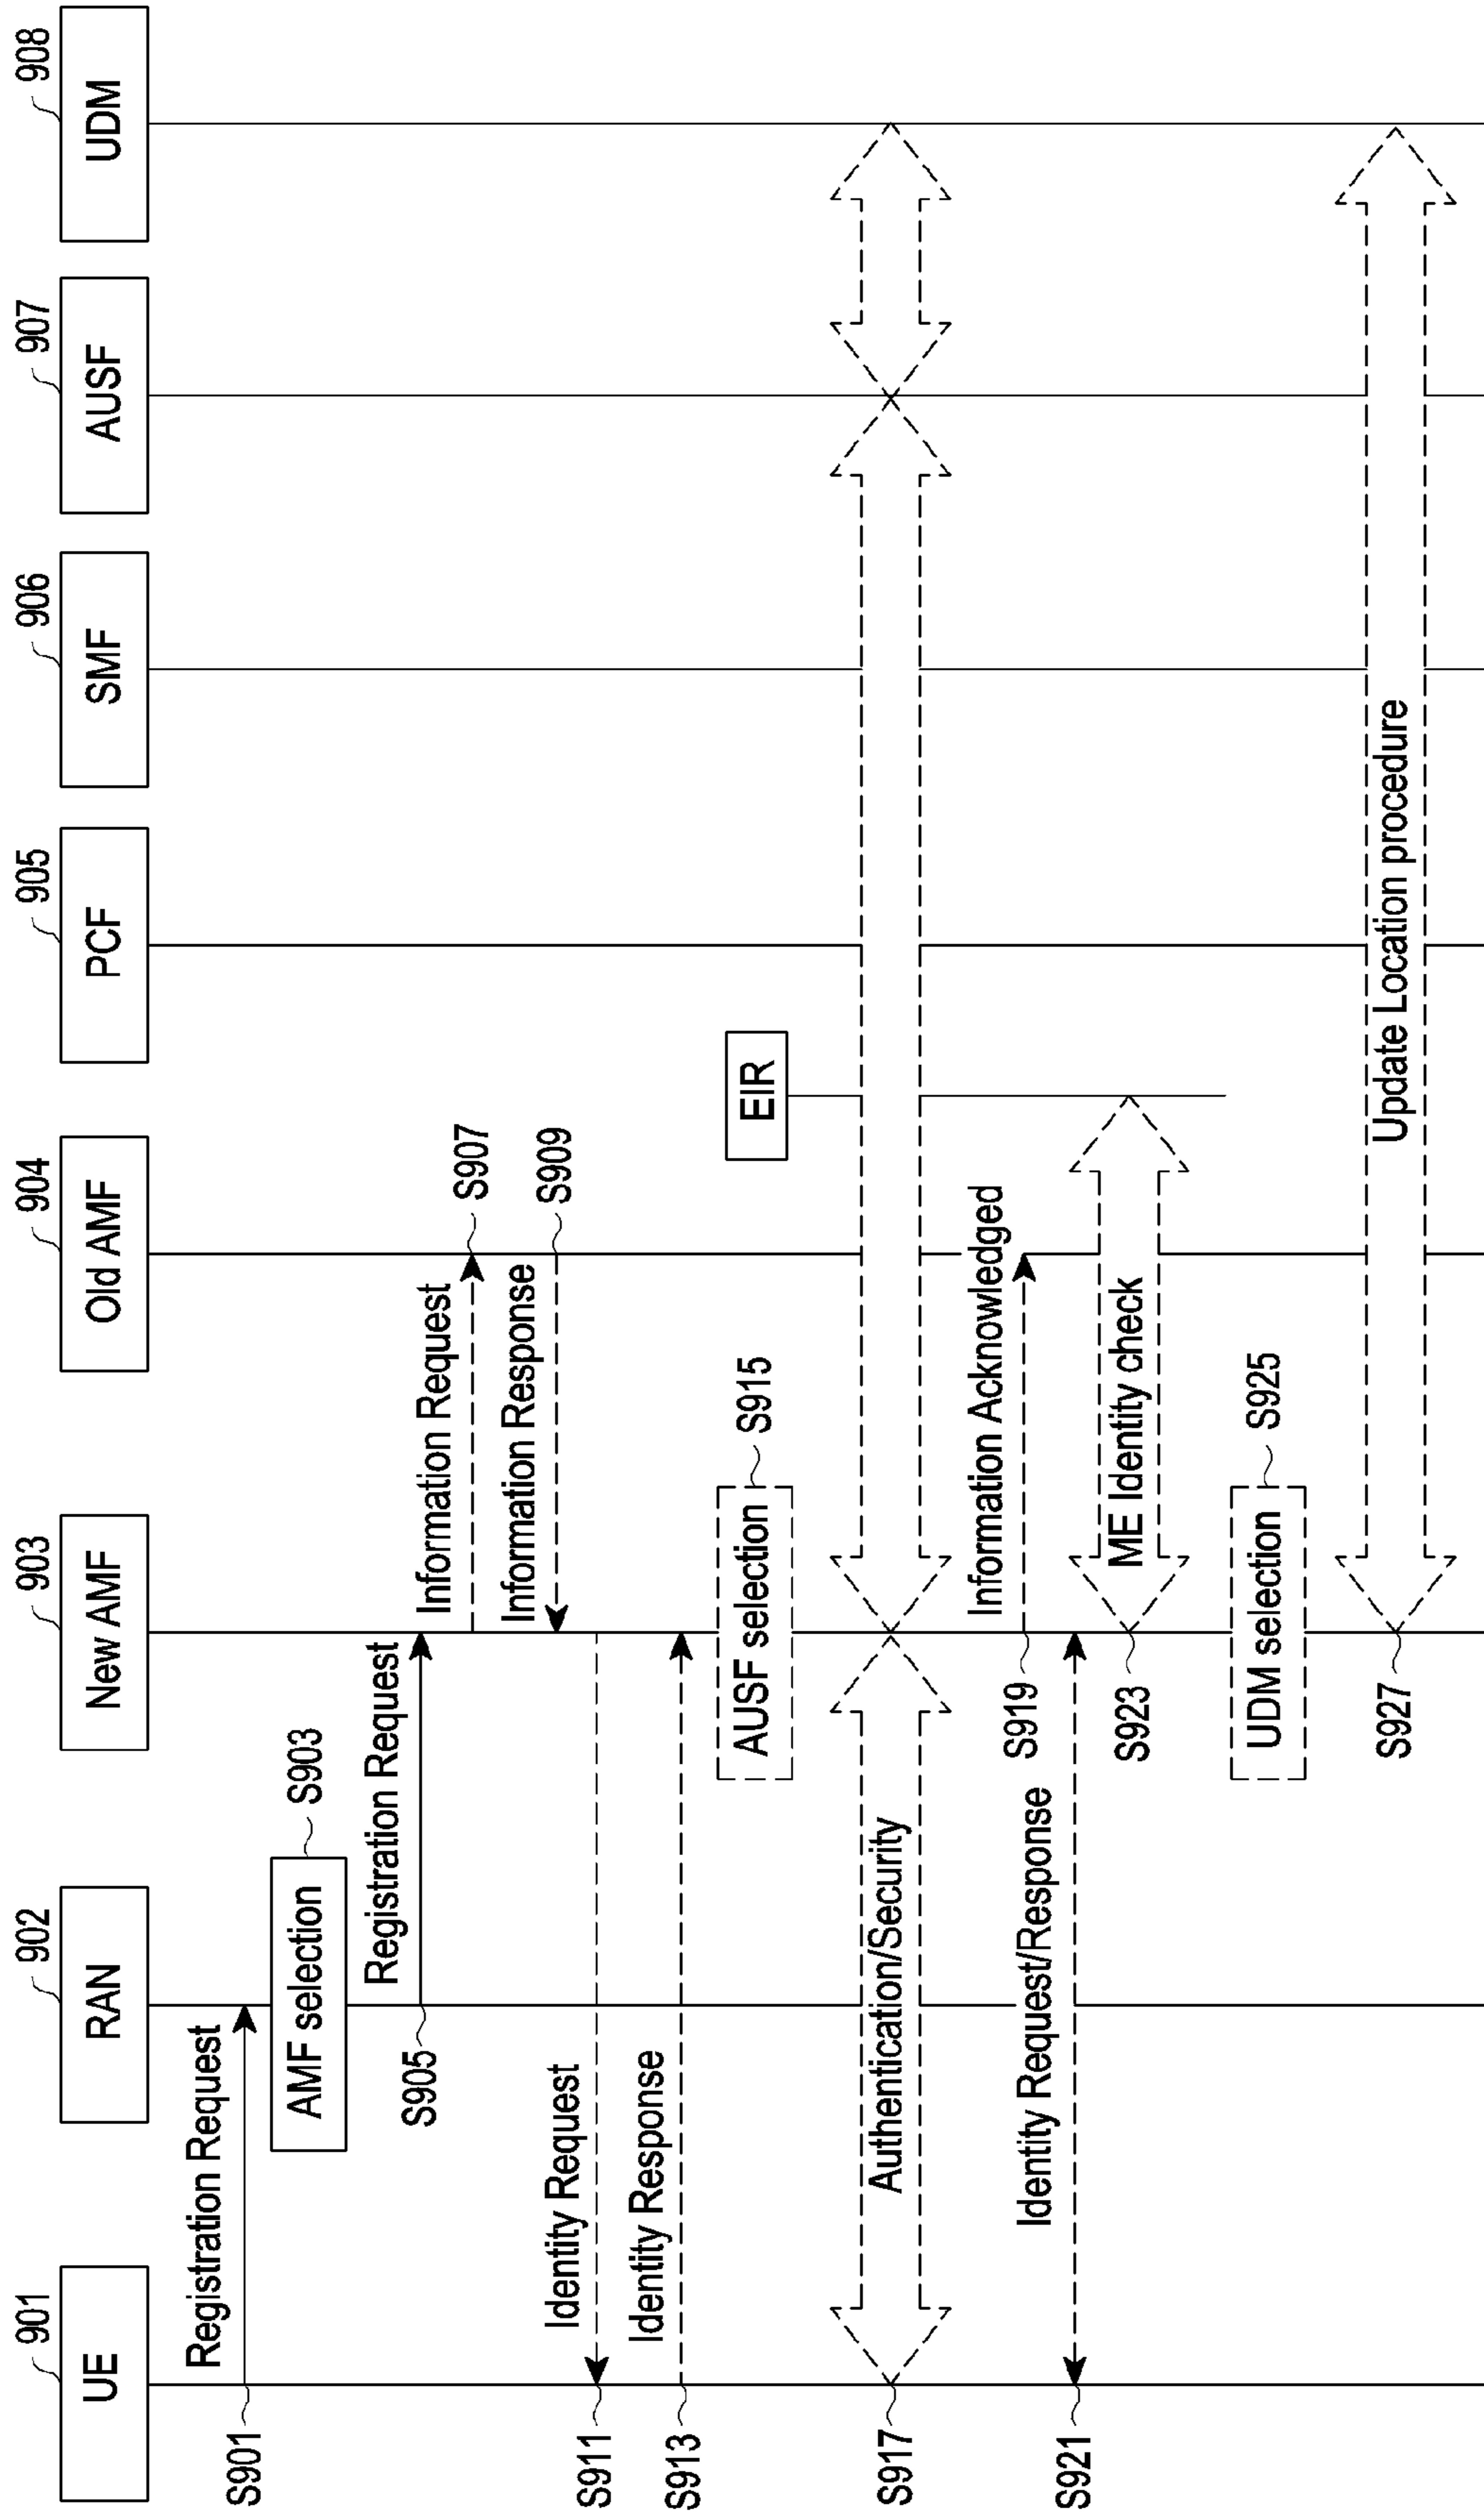 901
UE
902
RAN
903
New AMF
904
Old AMF
905
PCF
906
SMF
907
AUSF
908
UDM
S901
Registration Request
AMF selection
S903
S905
Registration Request
Information Request
S907
Information Response
S909
S911
Identity Request
S913
Identity Response
AUSF selection
S915
EIR
S917
Authentication/Security
S919
Information Acknowledged
S921
Identity Request/Response
S923
ME Identity check
UDM selection
S925
S927
Update Location procedure